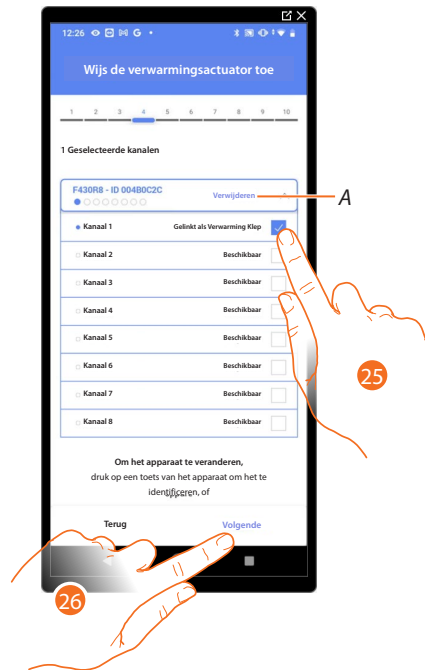 12:26 G
Wijs de verwarmingsactuator toe
1 2 3 4 5 6 7 8 9 10
1 Geselecteerde kanalen
F430R8 - ID 004B0C2C
Verwijderen
A
Kanaal 1 Gelinkt als Verwarming Klep
Kanaal 2 Beschikbaar
Kanaal 3 Beschikbaar
Kanaal 4 Beschikbaar
Kanaal 5 Beschikbaar
Kanaal 6 Beschikbaar
Kanaal 7 Beschikbaar
Kanaal 8 Beschikbaar
25
Om het apparaat te veranderen,
druk op een toets van het apparaat om het te
identificeren, of
Terug Volgende
26